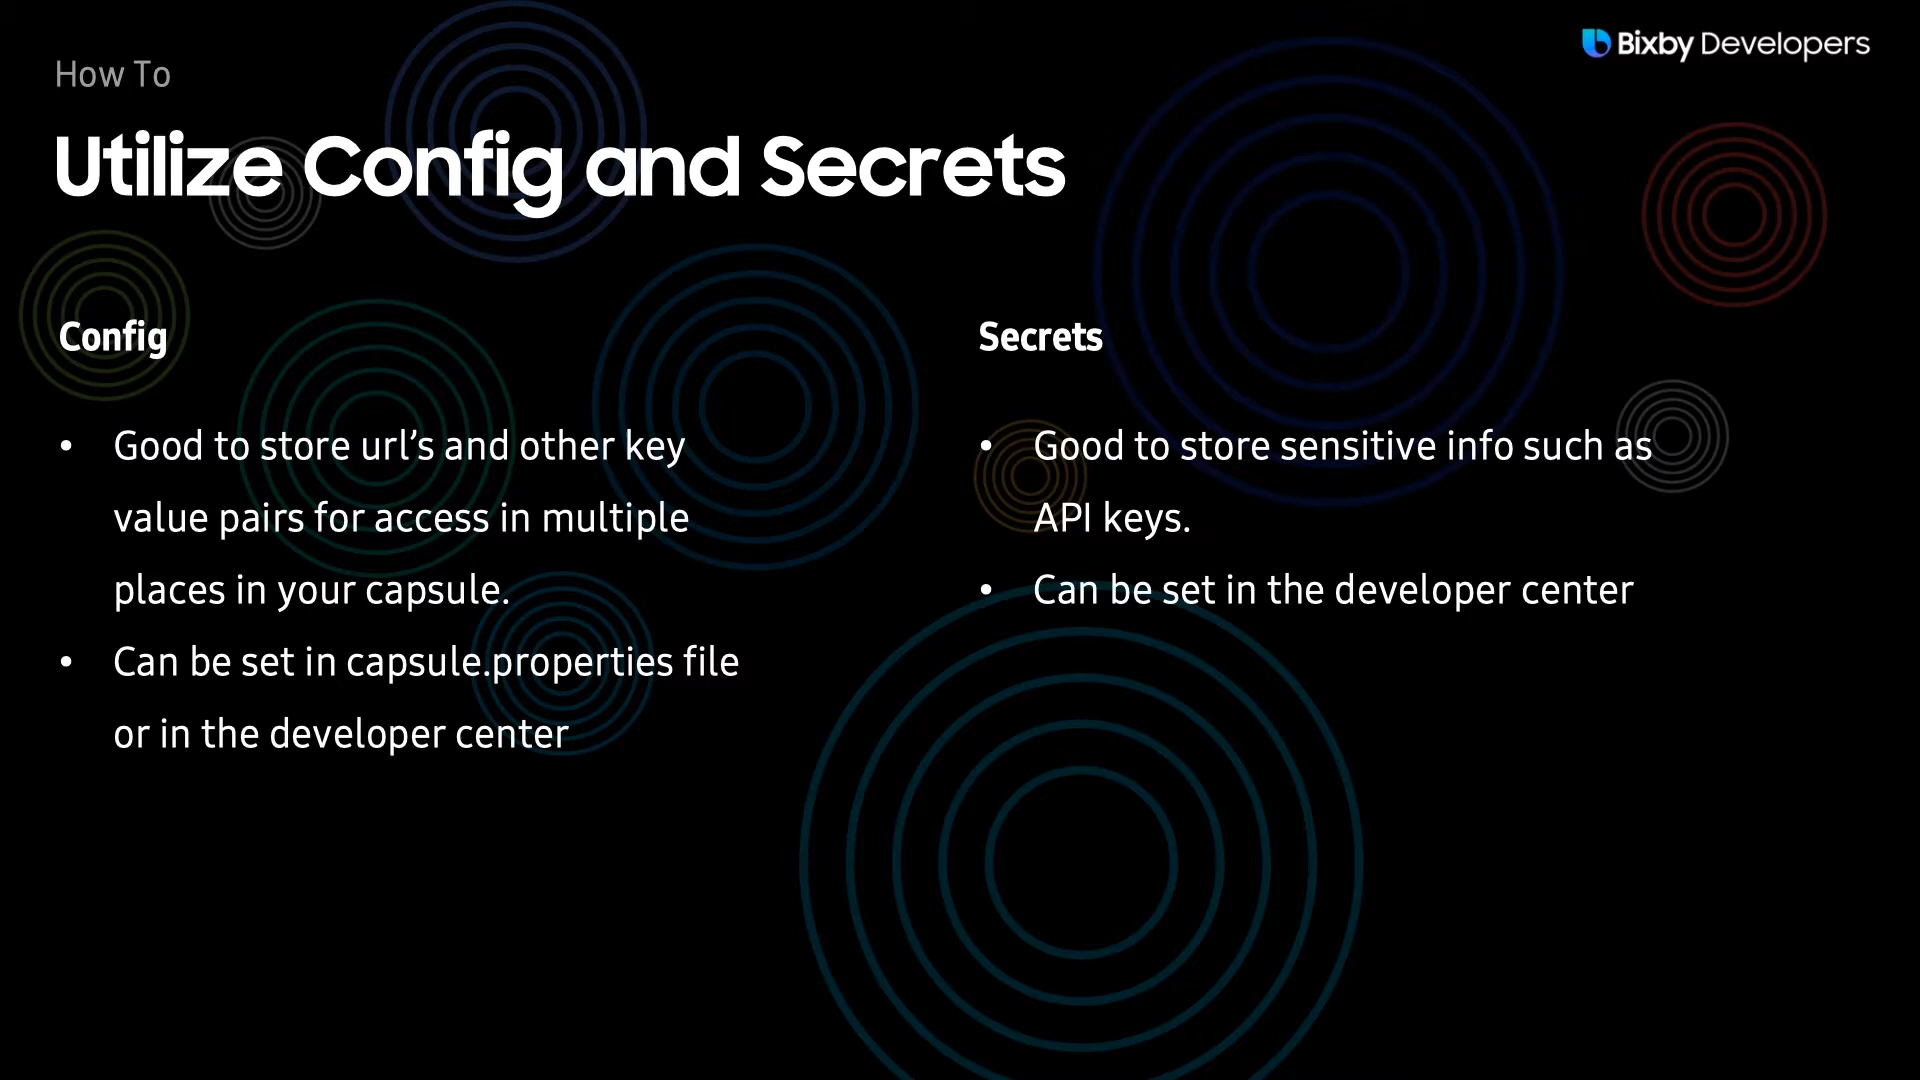 How To
Bixby Developers
Utilize Config and Secrets
Config
• Good to store url’s and other key
value pairs for access in multiple
places in your capsule.
• Can be set in capsule.properties file
or in the developer center
Secrets
• Good to store sensitive info such as
API keys.
• Can be set in the developer center